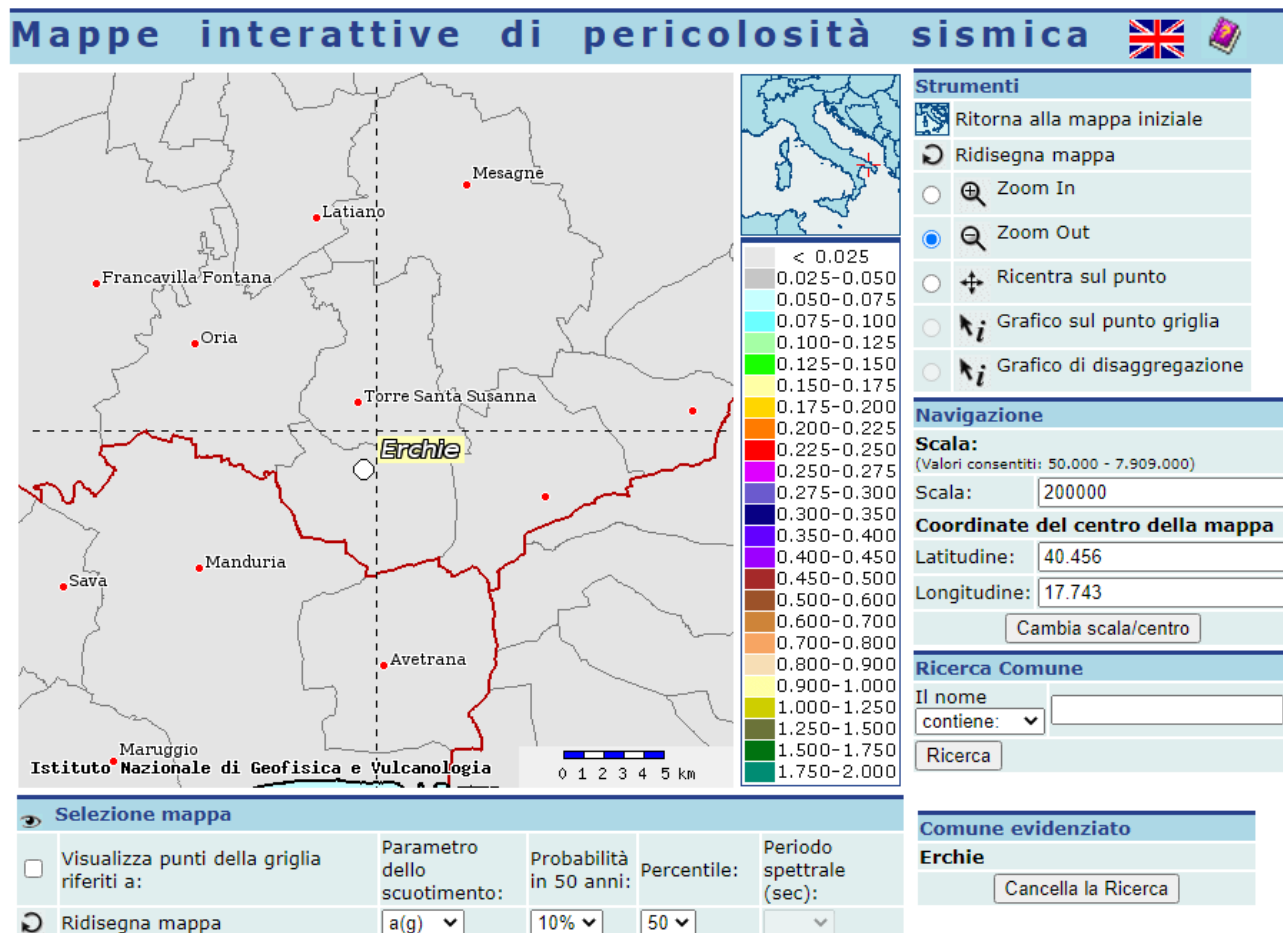 Mappe interattive di pericolosità sismica
Mesagne
Latiano
Francavilla Fontana
Oria
Torre Santa Susanna
Erchie
Manduria
Sava
Avetrana
Maruggio
Istituto Nazionale di Geofisica e Vulcanologia
0 1 2 3 4 5 km
< 0.025
0.025-0.050
0.050-0.075
0.075-0.100
0.100-0.125
0.125-0.150
0.150-0.175
0.175-0.200
0.200-0.225
0.225-0.250
0.250-0.275
0.275-0.300
0.300-0.350
0.350-0.400
0.400-0.450
0.450-0.500
0.500-0.600
0.600-0.700
0.700-0.800
0.800-0.900
0.900-1.000
1.000-1.250
1.250-1.500
1.500-1.750
1.750-2.000
Strumenti
Ritorna alla mappa iniziale
Ridisegna mappa
Zoom In
Zoom Out
Ricentra sul punto
Grafico sul punto griglia
Grafico di disaggregazione
Navigazione
Scala:
(Valori consentiti: 50.000 - 7.909.000)
Scala: 200000
Coordinate del centro della mappa
Latitudine: 40.456
Longitudine: 17.743
Cambia scala/centro
Ricerca Comune
Il nome
contiene:
Ricerca
Selezione mappa
Visualizza punti della griglia
riferiti a:
Parametro
dello
scuotimento:
Probabilità
in 50 anni:
Percentile:
Periodo
spettrale
(sec):
Ridisegna mappa
a(g)
10%
50
Comune evidenziato
Erchie
Cancella la Ricerca